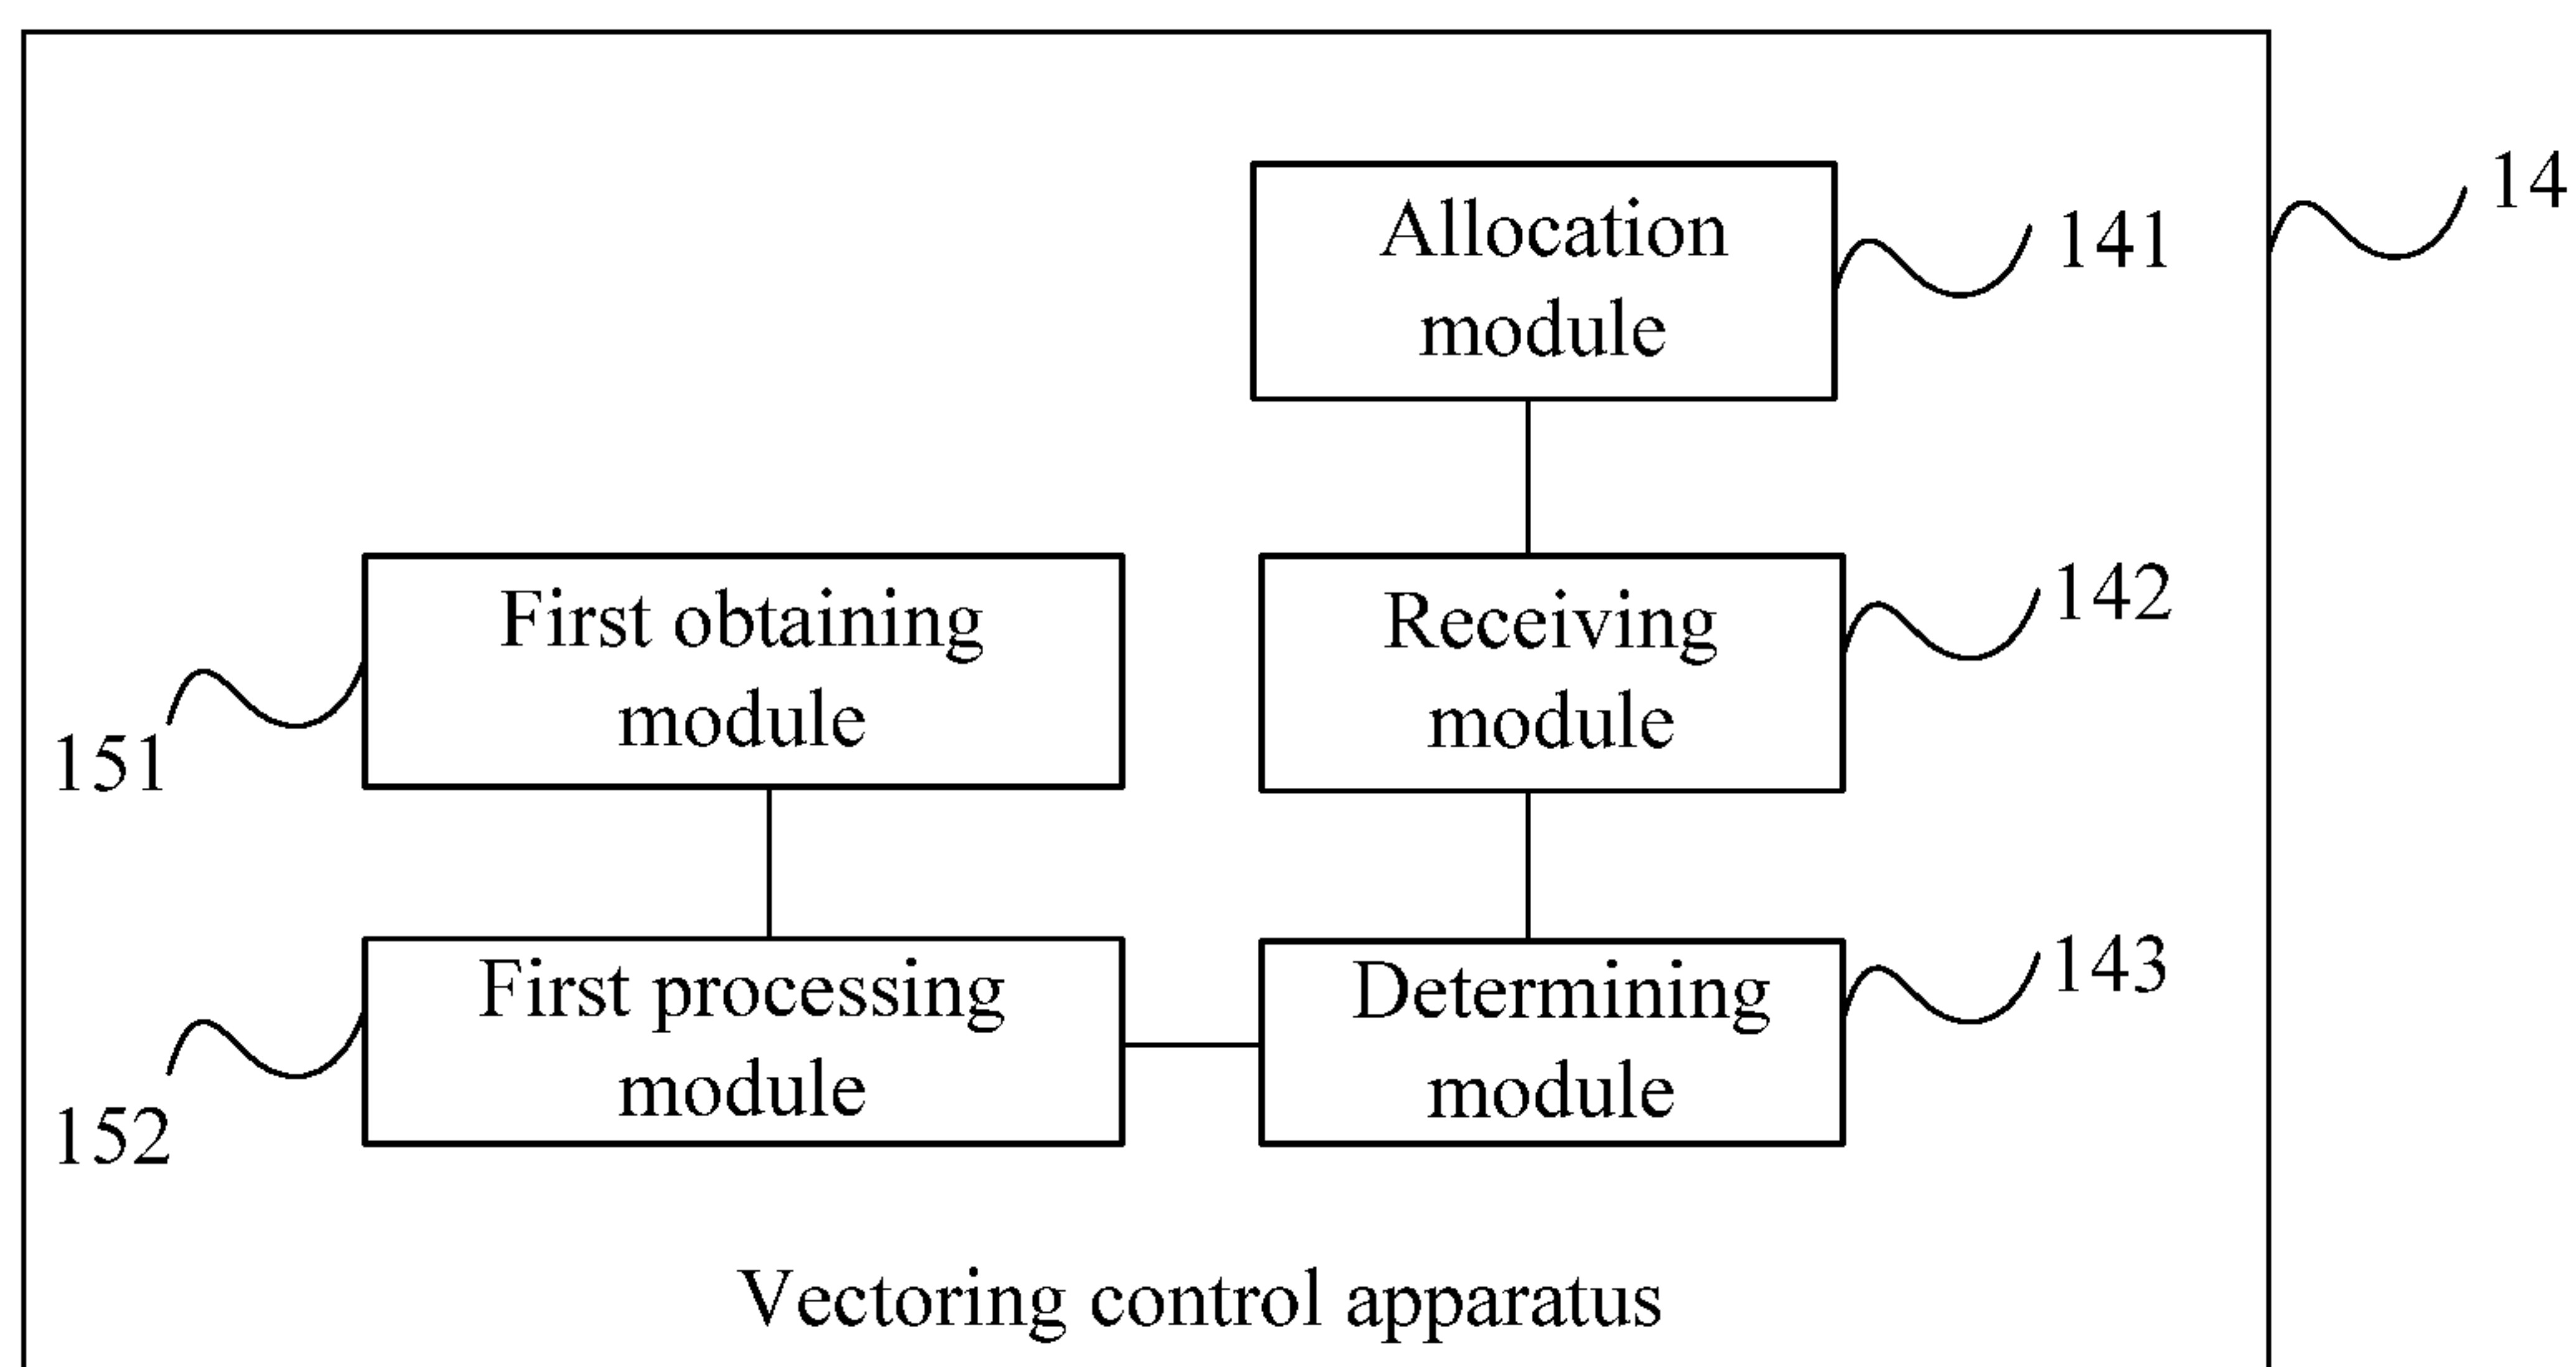 14
Allocation
module
141
First obtaining
module
151
Receiving
module
142
First processing
module
152
Determining
module
143
Vectoring control apparatus